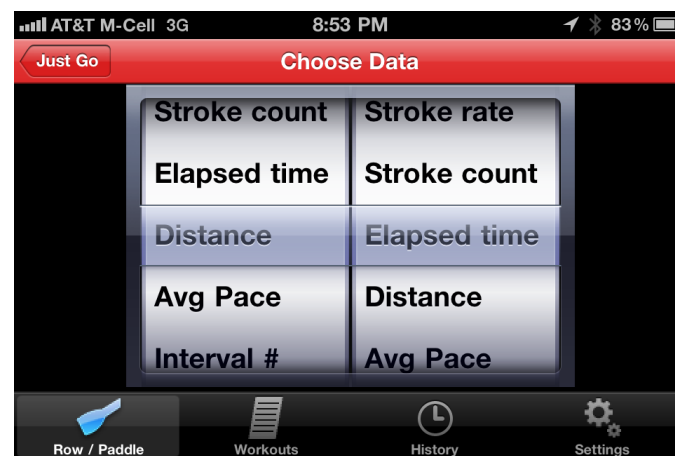 AT&T M-Cell 3G 8:53 PM 83%
Just Go Choose Data
Stroke count Stroke rate
Elapsed time Stroke count
Distance Elapsed time
Avg Pace Distance
Interval # Avg Pace
Row / Paddle Workouts History Settings